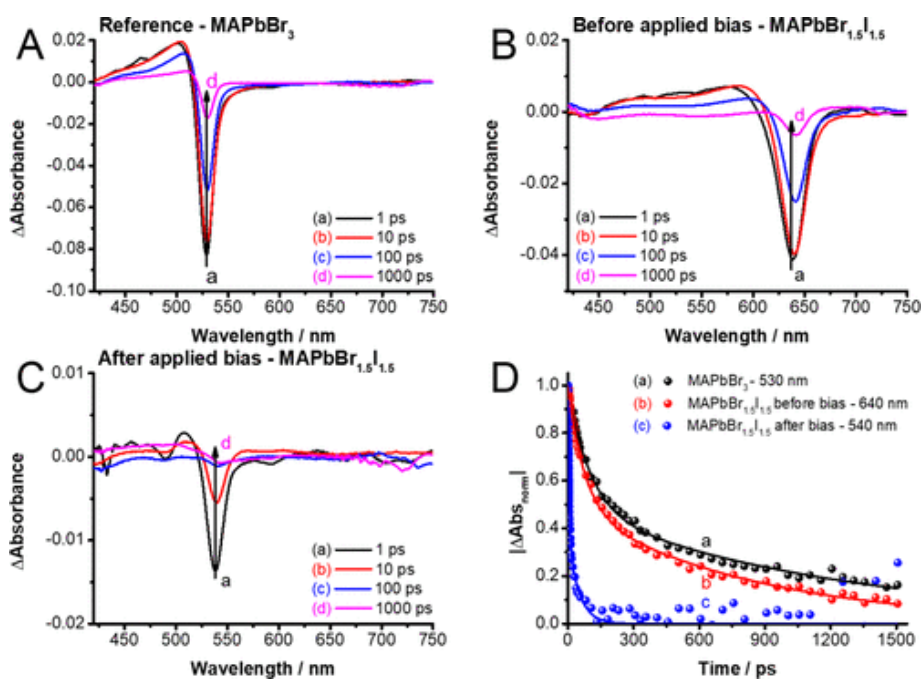 A
Reference - MAPbBr3
ΔAbsorbance
0.02
0.00
-0.02
-0.04
-0.06
-0.08
-0.10
d
a
(a) 1 ps
(b) 10 ps
(c) 100 ps
(d) 1000 ps
450 500 550 600 650 700 750
Wavelength / nm
B
Before applied bias - MAPbBr1.5I1.5
ΔAbsorbance
0.04
0.00
-0.04
d
a
(a) 1 ps
(b) 10 ps
(c) 100 ps
(d) 1000 ps
450 500 550 600 650 700 750
Wavelength / nm
C
After applied bias - MAPbBr1.5I1.5
ΔAbsorbance
0.01
0.00
-0.01
-0.02
d
a
(a) 1 ps
(b) 10 ps
(c) 100 ps
(d) 1000 ps
450 500 550 600 650 700 750
Wavelength / nm
D
|ΔAbsnorm|
1.0
0.8
0.6
0.4
0.2
0.0
(a) MAPbBr3 - 530 nm
(b) MAPbBr1.5I1.5 before bias - 640 nm
(c) MAPbBr1.5I1.5 after bias - 540 nm
a
b
c
0 300 600 900 1200 1500
Time / ps